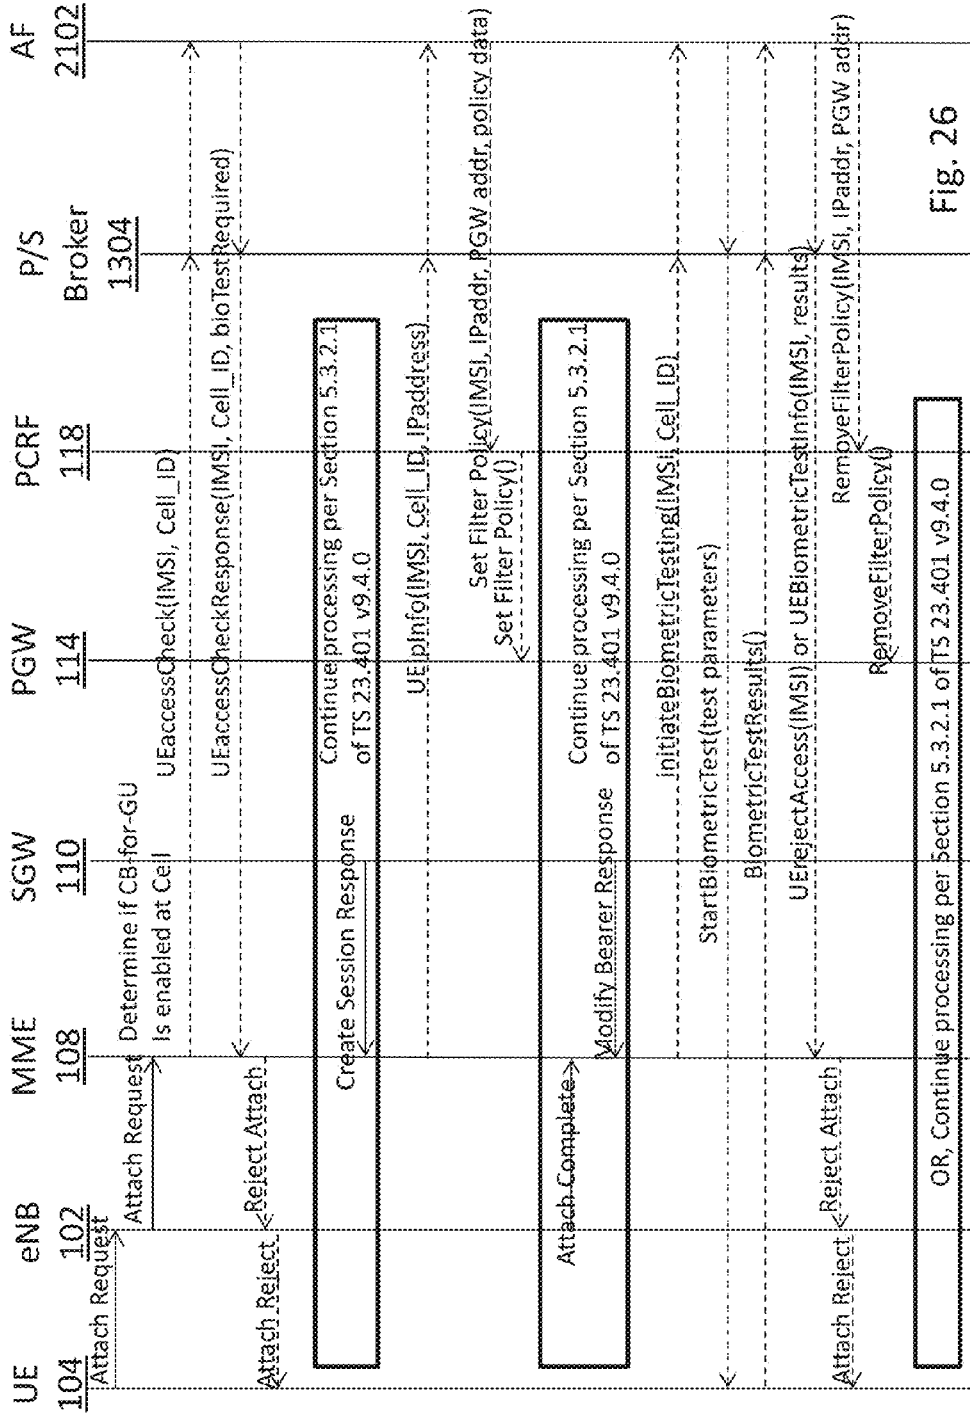 UE
104
eNB
102
MME
108
SGW
110
PGW
114
PCRF
118
P/S
Broker
1304
AF
2102
Attach Request
Attach Request
Determine if CB-for-GU
Is enabled at Cell
UEaccessCheck(IMSI, Cell_ID)
UEaccessCheckResponse(IMSI, Cell_ID, bioTestRequired)
Reject Attach
Attach Reject
Create Session Response
Continue processing per Section 5.3.2.1
of TS 23.401 v9.4.0
UEpInfo(IMSI, Cell_ID, IPaddress)
Set Filter Policy(IMSI, IPaddr, PGW addr, policy data)
Set Filter Policy()
Attach Complete
Modify Bearer Response
Continue processing per Section 5.3.2.1
of TS 23.401 v9.4.0
initiateBiometricTesting(IMSI, Cell_ID)
StartBiometricTest(test parameters)
BiometricTestResults()
UErejectAccess(IMSI) or UEBiometricTestInfo(IMSI, results)
Reject Attach
Attach Reject
RemoveFilterPolicy(IMSI, IPaddr, PGW addr)
RemoveFilterPolicy()
OR, Continue processing per Section 5.3.2.1 of TS 23.401 v9.4.0
Fig. 26